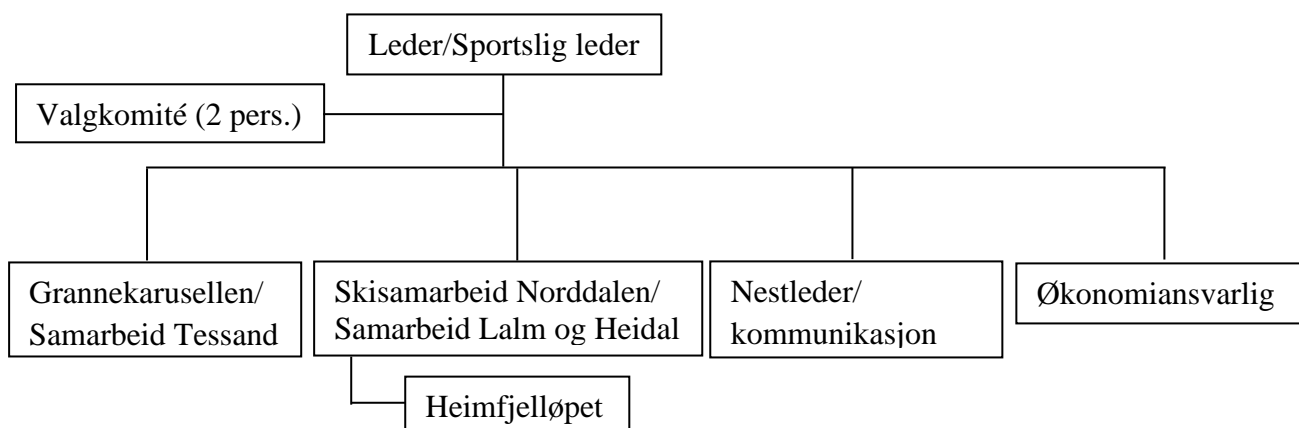 Leder/Sportslig leder
Valgkomité (2 pers.)
Grannekarusellen/
Samarbeid Tessand
Skisamarbeid Norddalen/
Samarbeid Lalm og Heidal
Nestleder/
kommunikasjon
Økonomiansvarlig
Heimfjelløpet